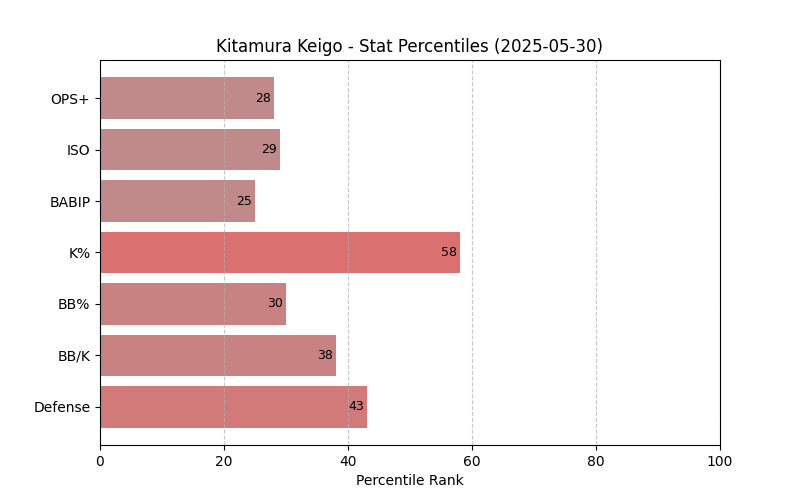 Kitamura Keigo - Stat Percentiles (2025-05-30)
OPS+ 28
ISO 29
BABIP 25
K% 58
BB% 30
BB/K 38
Defense 43
0 20 40 60 80 100
Percentile Rank